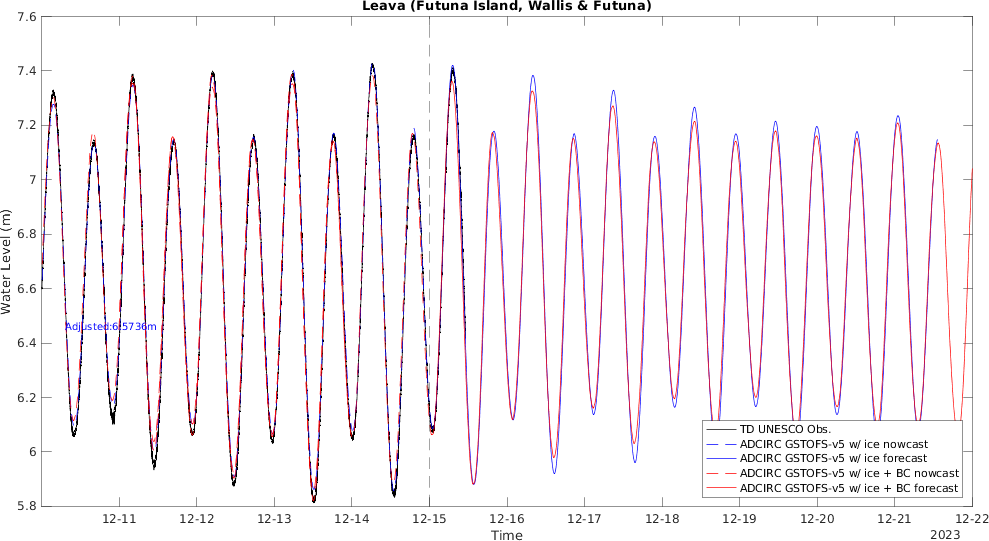 Leava (Futuna Island, Wallis & Futuna)
7.6
7.4
7.2
7
6.8
6.6
6.4
6.2
6
5.8
Water Level (m)
Adjusted:6.5736m
TD UNESCO Obs.
ADCIRC GSTOFS-v5 w/ ice nowcast
ADCIRC GSTOFS-v5 w/ ice forecast
ADCIRC GSTOFS-v5 w/ ice + BC nowcast
ADCIRC GSTOFS-v5 w/ ice + BC forecast
12-11 12-12 12-13 12-14 12-15 12-16 12-17 12-18 12-19 12-20 12-21 12-22
Time
2023